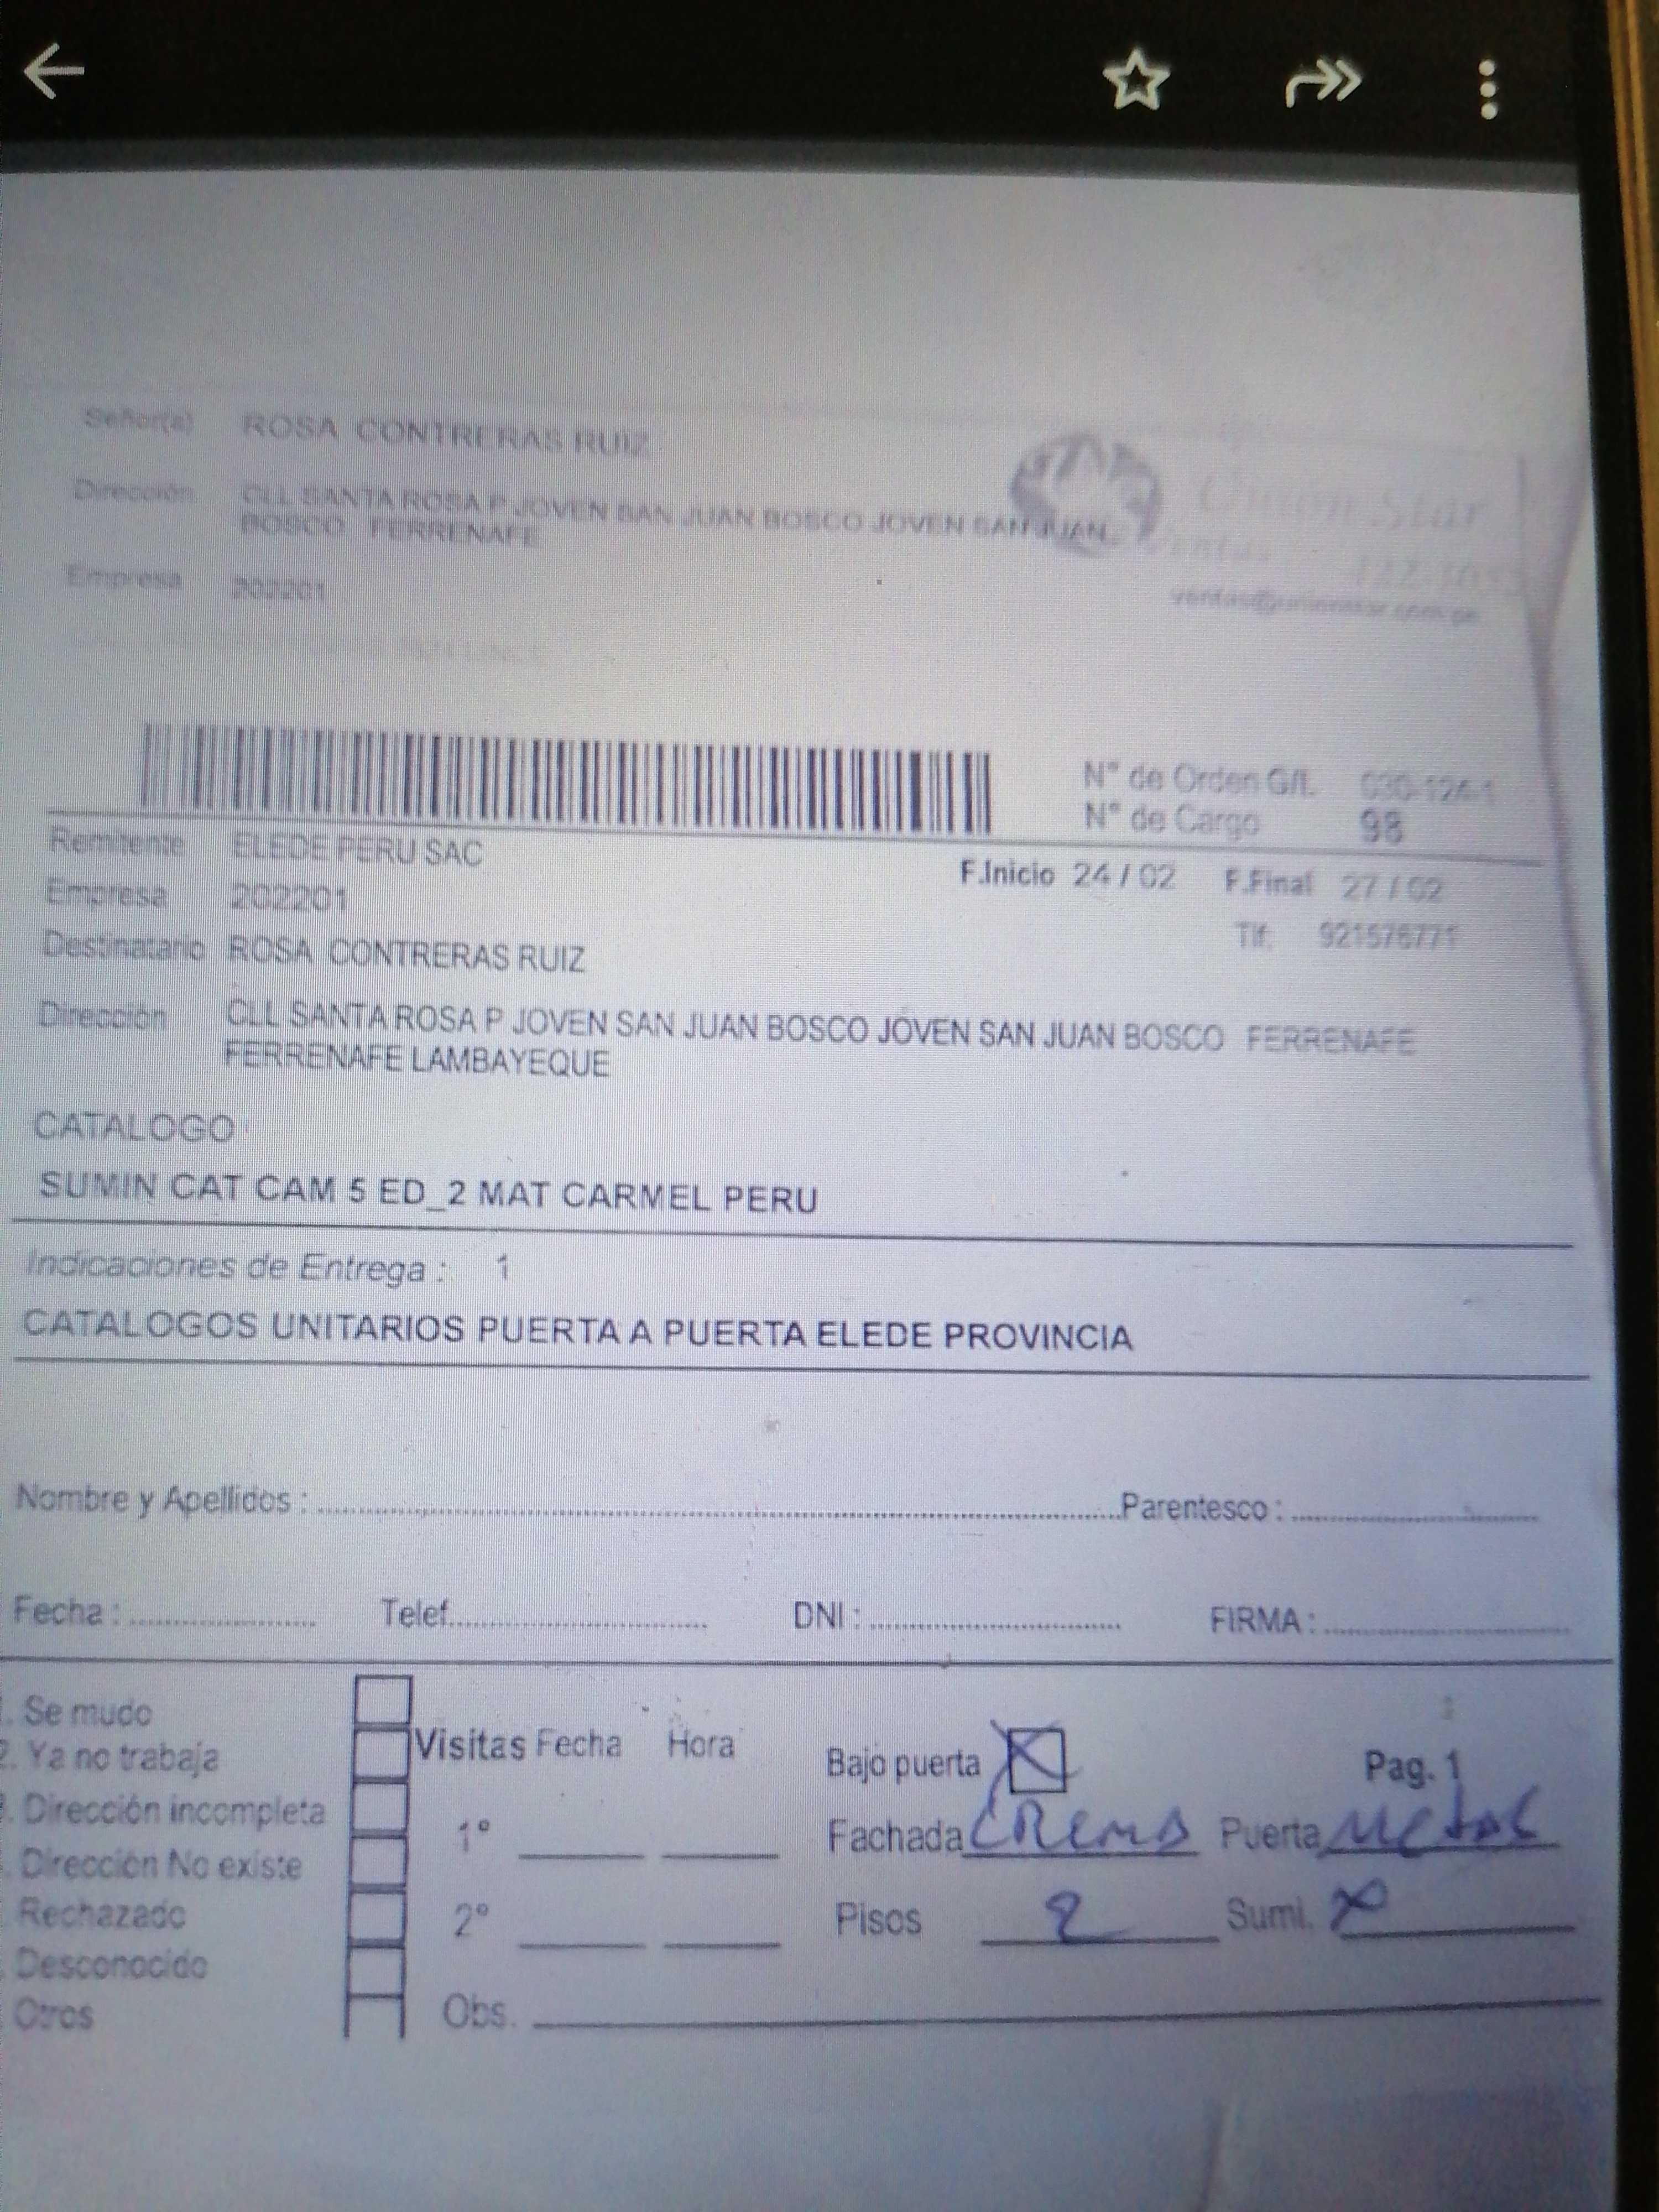 Señor(a) ROSA CONTRERAS RUIZ
Dirección CLL SANTA ROSA P JOVEN SAN JUAN BOSCO JOVEN SAN JUAN
BOSCO FERRENAFE
Union Star
Empresa 202201
N° de Orden G/I.
N° de Cargo 98
Remitente ELEDE PERU SAC
F.Inicio 24 / 02 F.Final 27 / 02
Empresa 202201
Tlf. 921576771
Destinatario ROSA CONTRERAS RUIZ
Dirección CLL SANTA ROSA P JOVEN SAN JUAN BOSCO JOVEN SAN JUAN BOSCO FERRENAFE
FERRENAFE LAMBAYEQUE
CATALOGO
SUMIN CAT CAM 5 ED_2 MAT CARMEL PERU
Indicaciones de Entrega : 1
CATALOGOS UNITARIOS PUERTA A PUERTA ELEDE PROVINCIA
Nombre y Apellidos : Parentesco :
Fecha : Telef. DNI : FIRMA :
. Se mudo
2. Ya no trabaja
. Dirección incompleta
. Dirección No existe
Rechazado
Desconocido
Otros
Visitas Fecha Hora
1°
2°
Obs.
Bajo puerta X Pag. 1
Fachada CREMA Puerta Metal
Pisos 2 Sumi.